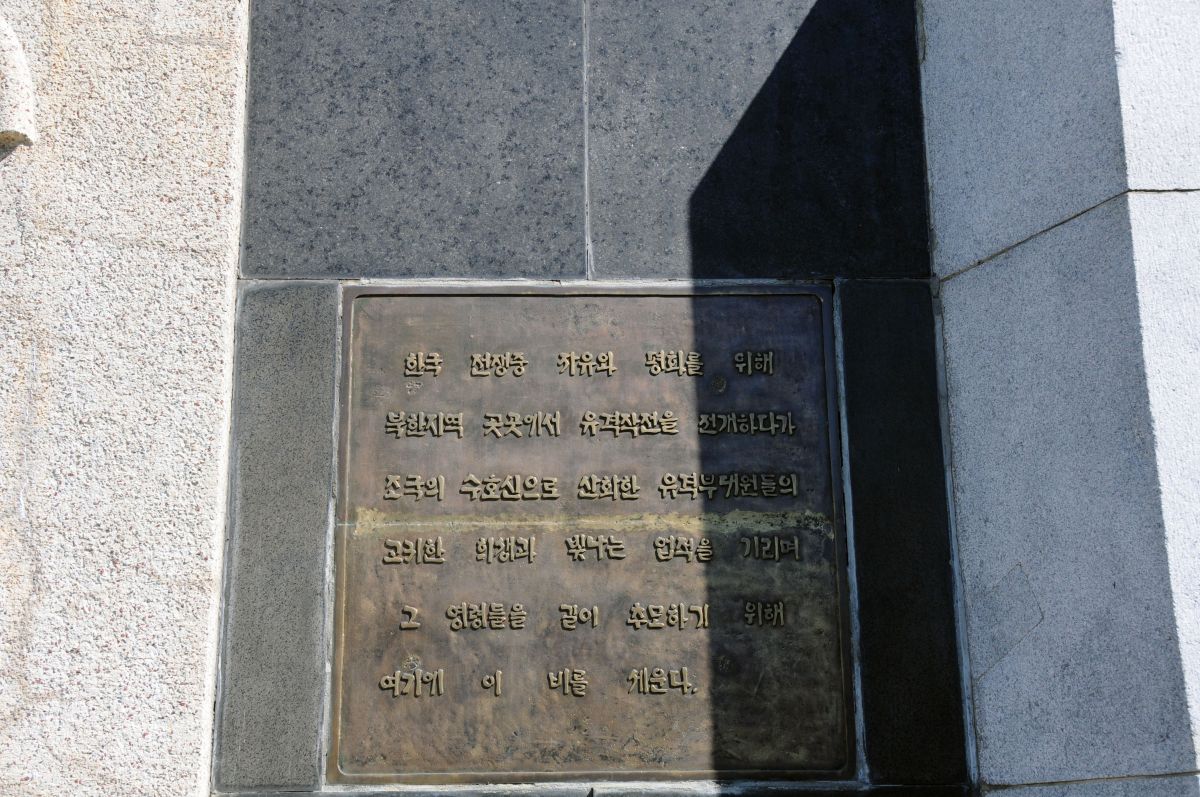 한국 전쟁중 자유와 평화를 위해
북한지역 곳곳에서 유격작전을 전개하다가
조국의 수호신으로 산화한 유격부대원들의
고귀한 희생과 빛나는 업적을 기리며
그 영령들을 길이 추모하기 위해
여기에 이 비를 세운다.